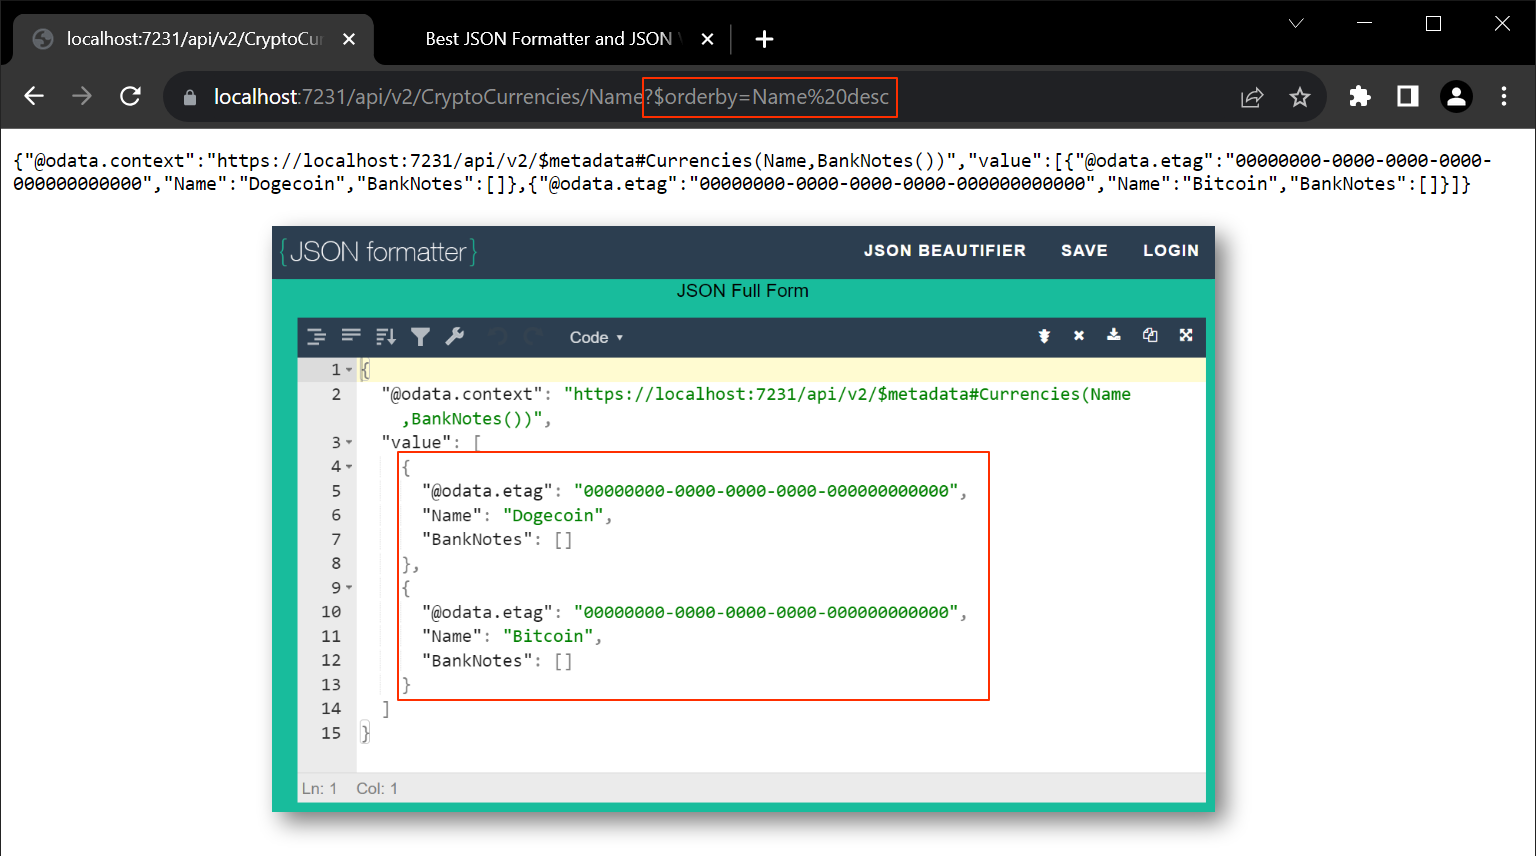 localhost:7231/api/v2/CryptoCur
Best JSON Formatter and JSON V
localhost:7231/api/v2/CryptoCurrencies/Name?$orderby=Name%20desc
{"@odata.context":"https://localhost:7231/api/v2/$metadata#Currencies(Name,BankNotes())","value":[{"@odata.etag":"00000000-0000-0000-0000-
000000000000","Name":"Dogecoin","BankNotes":[]},{"@odata.etag":"00000000-0000-0000-0000-000000000000","Name":"Bitcoin","BankNotes":[]}]}
{JSON formatter}
JSON BEAUTIFIER SAVE LOGIN
JSON Full Form
Code
1 {
2 "@odata.context": "https://localhost:7231/api/v2/$metadata#Currencies(Name
,BankNotes())",
3 "value": [
4 {
5 "@odata.etag": "00000000-0000-0000-0000-000000000000",
6 "Name": "Dogecoin",
7 "BankNotes": []
8 },
9 {
10 "@odata.etag": "00000000-0000-0000-0000-000000000000",
11 "Name": "Bitcoin",
12 "BankNotes": []
13 }
14 ]
15 }
Ln: 1 Col: 1